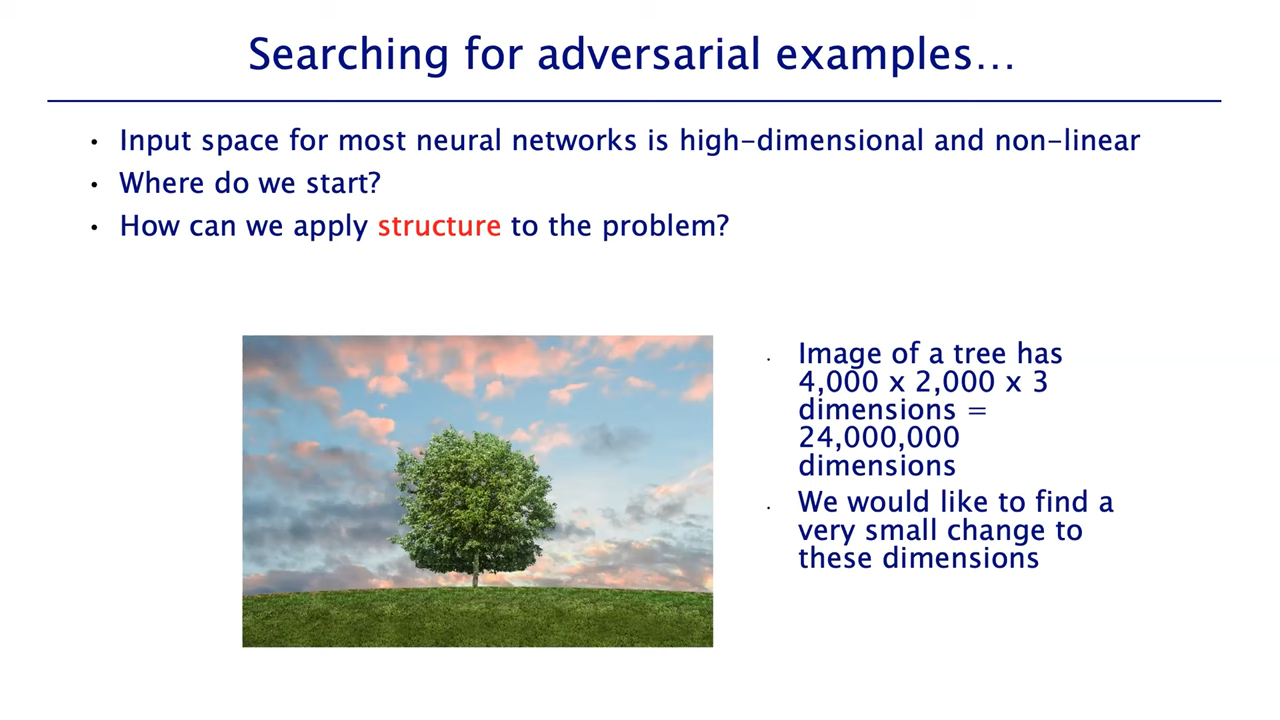 Searching for adversarial examples…
• Input space for most neural networks is high-dimensional and non-linear
• Where do we start?
• How can we apply structure to the problem?
• Image of a tree has
4,000 x 2,000 x 3
dimensions =
24,000,000
dimensions
• We would like to find a
very small change to
these dimensions